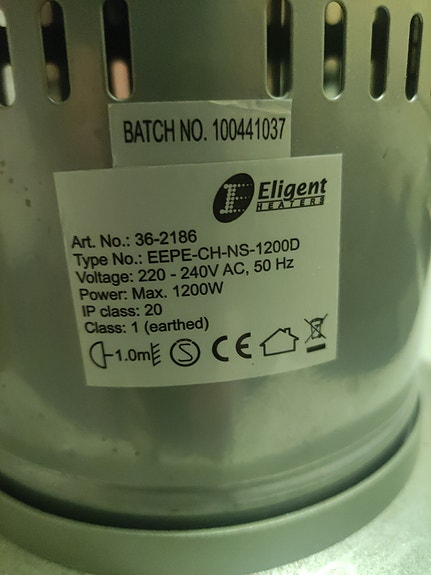 BATCH NO. 100441037
Eligent
HEATERS
Art. No.: 36-2186
Type No.: EEPE-CH-NS-1200D
Voltage: 220 - 240V AC, 50 Hz
Power: Max. 1200W
IP class: 20
Class: 1 (earthed)
1.0m S CE